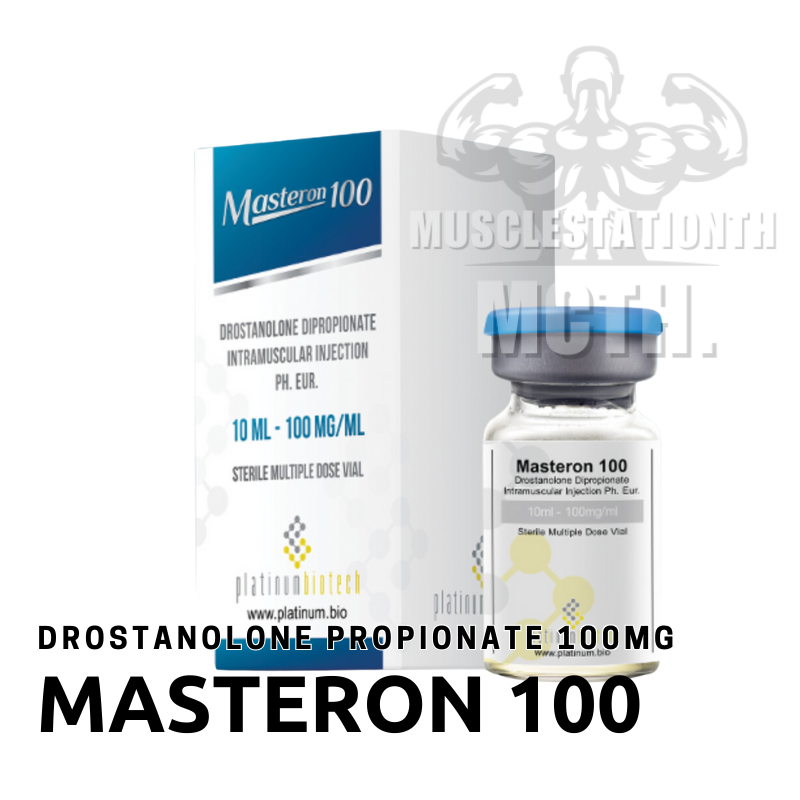 MUSCLESTATIONTH
MCTH.
Masteron 100
DROSTANOLONE DIPROPIONATE
INTRAMUSCULAR INJECTION
PH. EUR.
10 ML - 100 MG/ML
STERILE MULTIPLE DOSE VIAL
platinumbiotech
www.platinum.bio
platin
Masteron 100
Drostanolone Dipropionate
Intramuscular Injection Ph. Eur.
10ml - 100mg/ml
Sterile Multiple Dose Vial
www.platinum.bio
DROSTANOLONE PROPIONATE 100MG
MASTERON 100